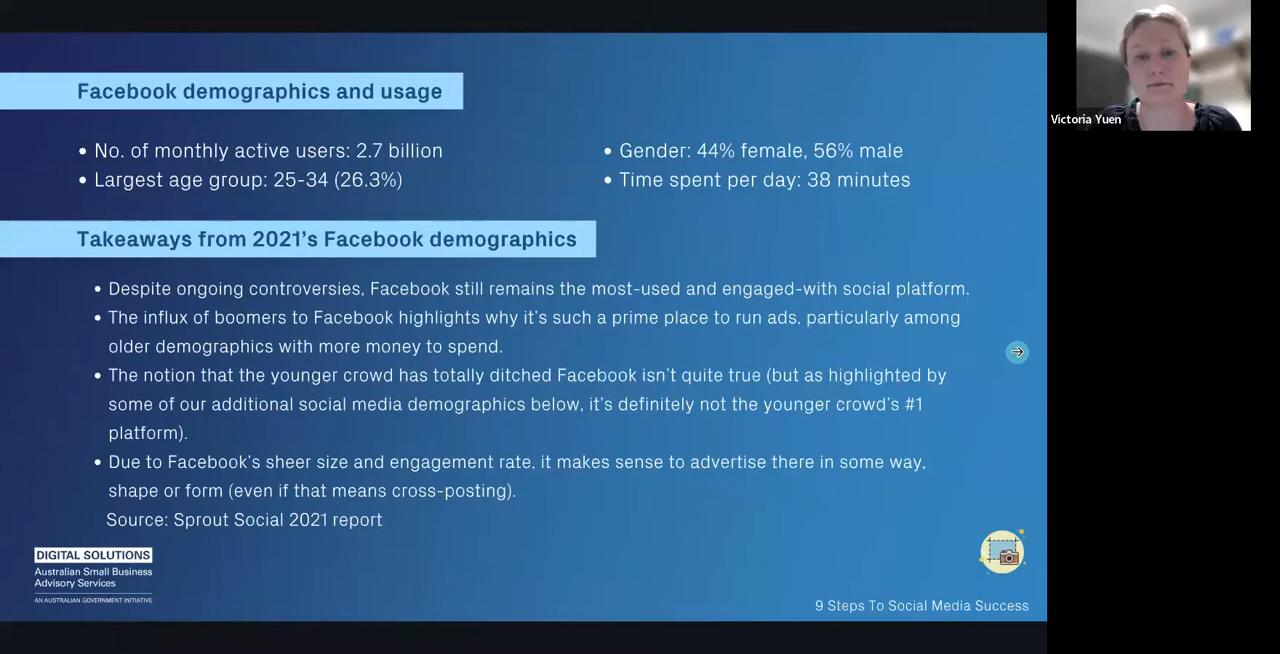 Facebook demographics and usage
• No. of monthly active users: 2.7 billion
• Largest age group: 25-34 (26.3%)
• Gender: 44% female, 56% male
• Time spent per day: 38 minutes
Takeaways from 2021's Facebook demographics
• Despite ongoing controversies, Facebook still remains the most-used and engaged-with social platform.
• The influx of boomers to Facebook highlights why it's such a prime place to run ads, particularly among
older demographics with more money to spend.
• The notion that the younger crowd has totally ditched Facebook isn't quite true (but as highlighted by
some of our additional social media demographics below, it's definitely not the younger crowd's #1
platform).
• Due to Facebook's sheer size and engagement rate, it makes sense to advertise there in some way,
shape or form (even if that means cross-posting).
Source: Sprout Social 2021 report
DIGITAL SOLUTIONS
Australian Small Business
Advisory Services
AN AUSTRALIAN GOVERNMENT INITIATIVE
9 Steps To Social Media Success
Victoria Yuen